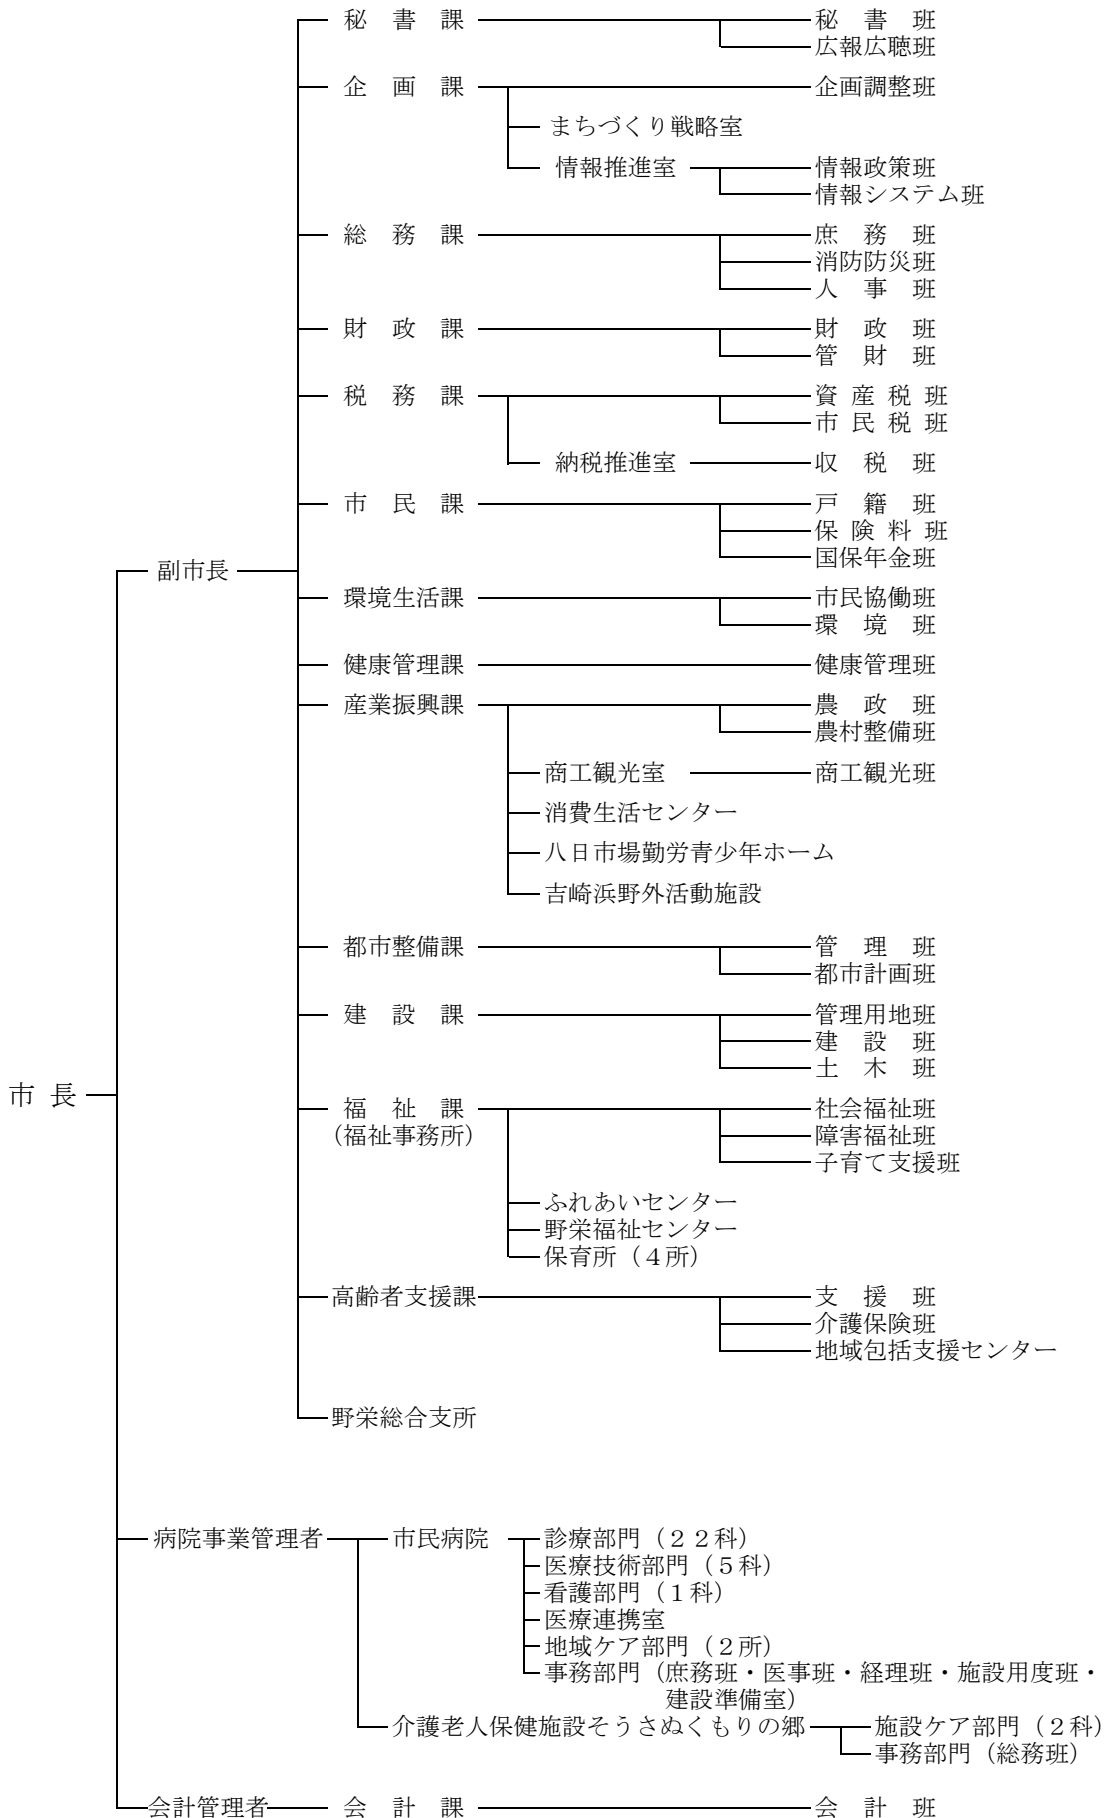 秘　書　課　秘　書　班
広報広聴班
企　画　課　企画調整班
まちづくり戦略室
情報推進室　情報政策班
情報システム班
総　務　課　庶　務　班
消防防災班
人　事　班
財　政　課　財　政　班
管　財　班
税　務　課　資 産 税 班
市 民 税 班
納税推進室　収　税　班
市　民　課　戸　籍　班
保 険 料 班
国保年金班
副市長
環境生活課　市民協働班
環　境　班
健康管理課　健康管理班
産業振興課　農　政　班
農村整備班
商工観光室　商工観光班
消費生活センター
八日市場勤労青少年ホーム
吉崎浜野外活動施設
都市整備課　管　理　班
都市計画班
建　設　課　管理用地班
建　設　班
土　木　班
市 長
福　祉　課　社会福祉班
（福祉事務所）　障害福祉班
子育て支援班
ふれあいセンター
野栄福祉センター
保育所（４所）
高齢者支援課　支　援　班
介護保険班
地域包括支援センター
野栄総合支所
病院事業管理者　市民病院　診療部門（２２科）
医療技術部門（５科）
看護部門（１科）
医療連携室
地域ケア部門（２所）
事務部門（庶務班・医事班・経理班・施設用度班・
建設準備室）
介護老人保健施設そうさぬくもりの郷　施設ケア部門（２科）
事務部門（総務班）
会計管理者　会　計　課　会　計　班